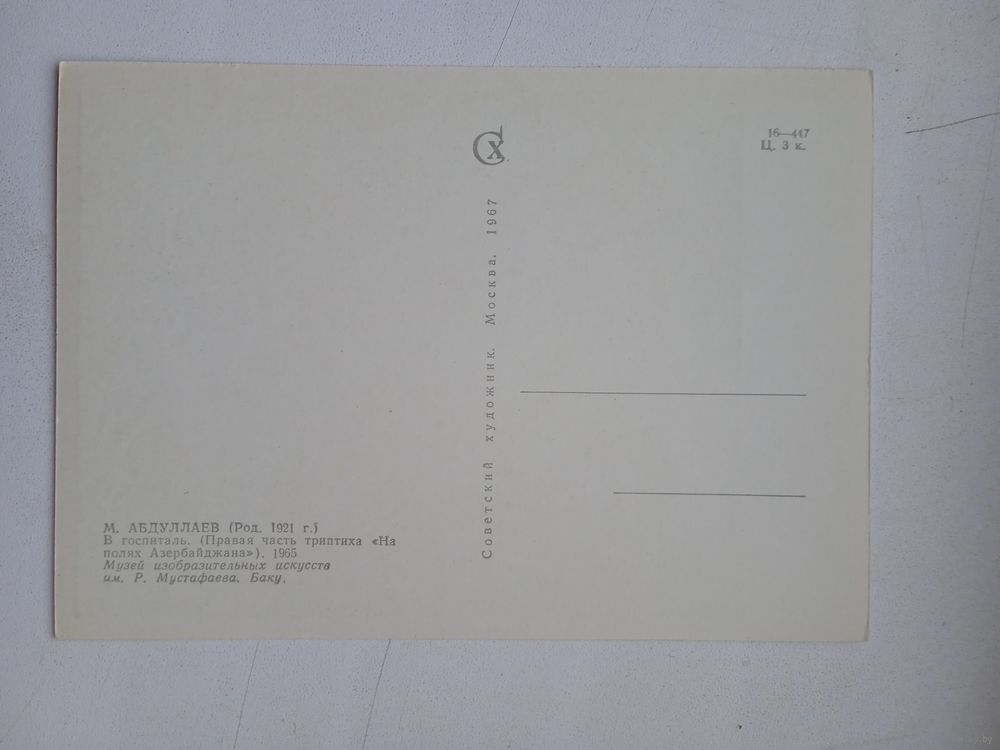 СХ
16—447
Ц. 3 к.
Советский художник. Москва. 1967
М. АБДУЛЛАЕВ (Род. 1921 г.)
В госпиталь. (Правая часть триптиха «На
полях Азербайджана»). 1965
Музей изобразительных искусств
им. Р. Мустафаева. Баку.